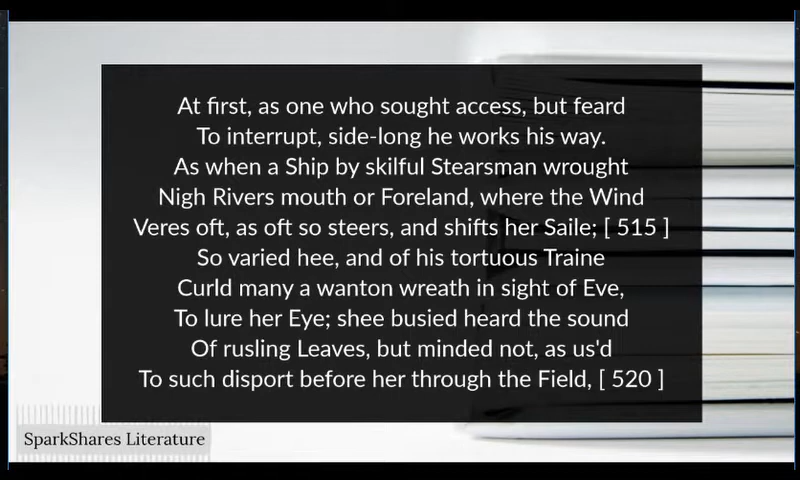 At first, as one who sought access, but feard
To interrupt, side-long he works his way.
As when a Ship by skilful Stearsman wrought
Nigh Rivers mouth or Foreland, where the Wind
Veres oft, as oft so steers, and shifts her Saile; [ 515 ]
So varied hee, and of his tortuous Traine
Curld many a wanton wreath in sight of Eve,
To lure her Eye; shee busied heard the sound
Of rusling Leaves, but minded not, as us'd
To such disport before her through the Field, [ 520 ]
SparkShares Literature